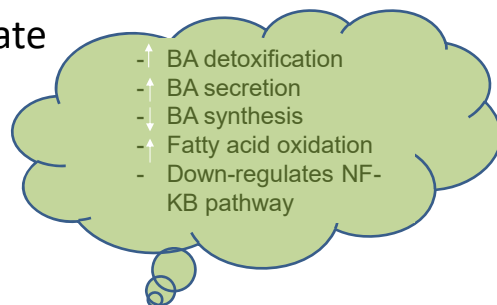 ate
- ↑ BA detoxification
- ↑ BA secretion
- ↓ BA synthesis
- ↑ Fatty acid oxidation
- Down-regulates NF-
KB pathway